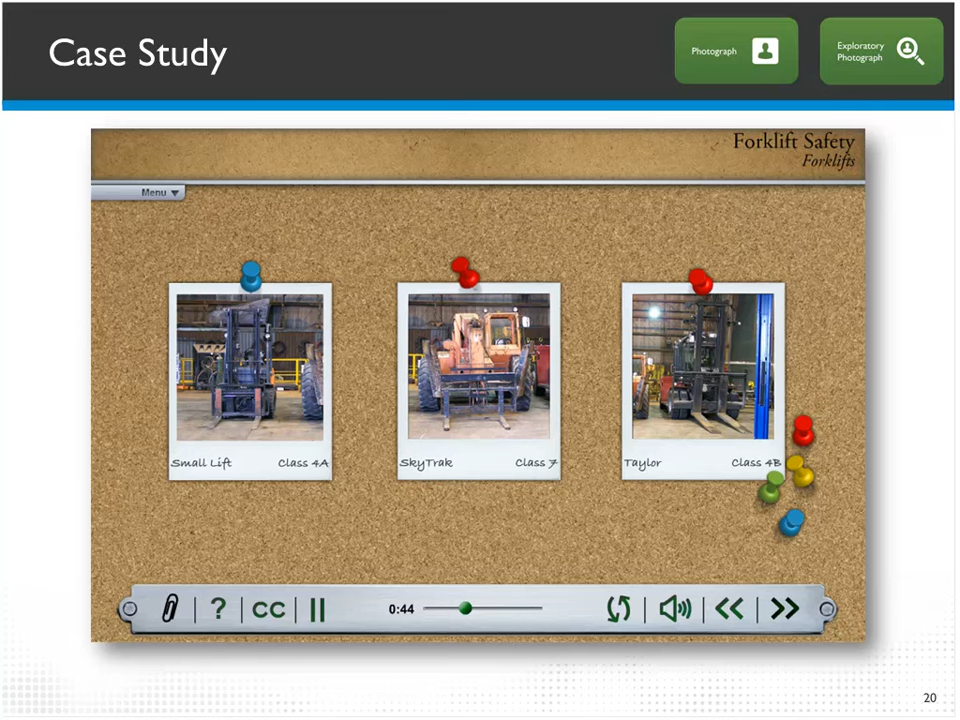 Case Study
Photograph
Exploratory
Photograph
Forklift Safety
Forklifts
Menu
Small Lift Class 4A
SkyTrak Class 7
Taylor Class 4B
? CC 0:44
20